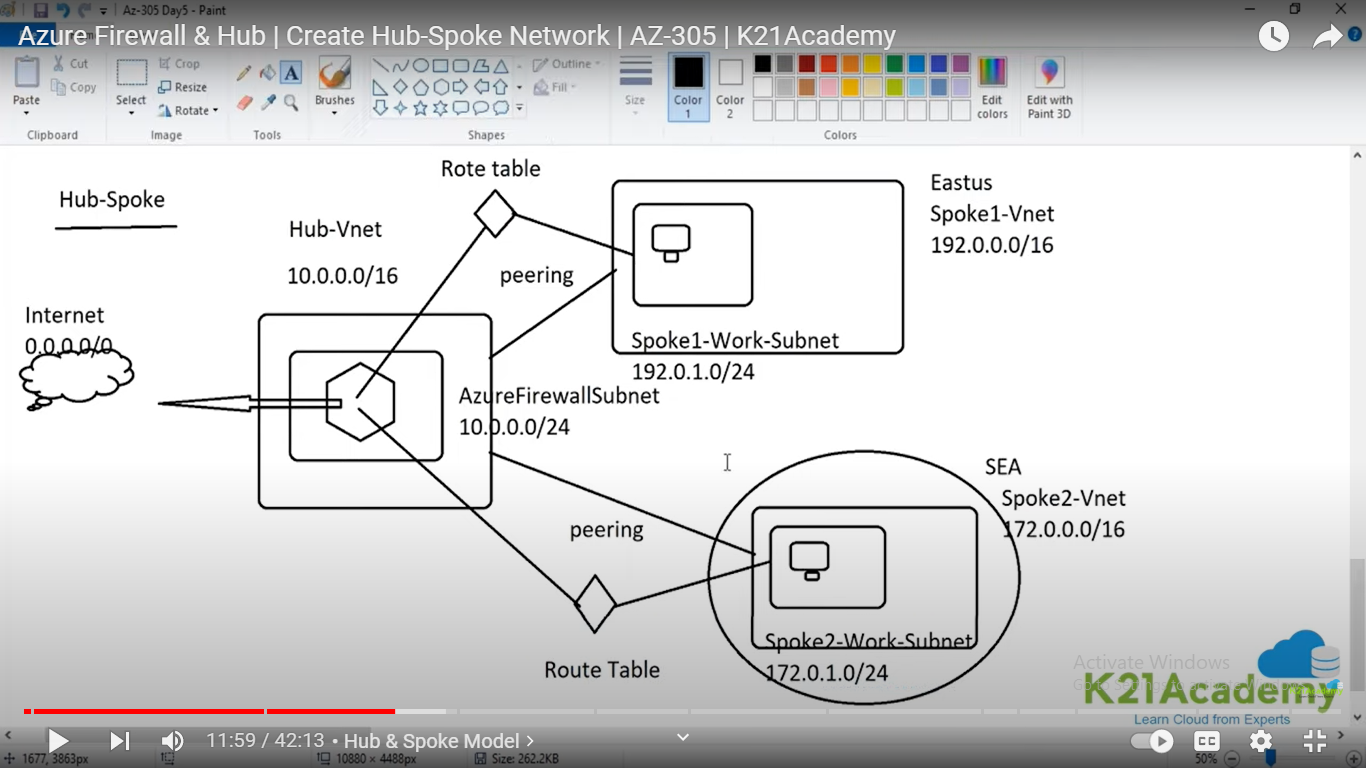 Az-305 Day5 - Paint
Azure Firewall & Hub | Create Hub-Spoke Network | AZ-305 | K21Academy
Paste
Cut
Copy
Clipboard
Select
Crop
Resize
Rotate
Image
A
Tools
Brushes
Outline
Fill
Shapes
Size
Color
1
Color
2
Edit
colors
Colors
Edit with
Paint 3D
Rote table
Hub-Spoke
Hub-Vnet
10.0.0.0/16
peering
Eastus
Spoke1-Vnet
192.0.0.0/16
Internet
0.0.0.0/0
Spoke1-Work-Subnet
192.0.1.0/24
AzureFirewallSubnet
10.0.0.0/24
SEA
Spoke2-Vnet
172.0.0.0/16
peering
Spoke2-Work-Subnet
172.0.1.0/24
Route Table
Activate Windows
K21Academy
Learn Cloud from Experts
11:59 / 42:13 • Hub & Spoke Model >
CC
1677, 3863px
10880 × 4488px
Size: 262.2KB
50%